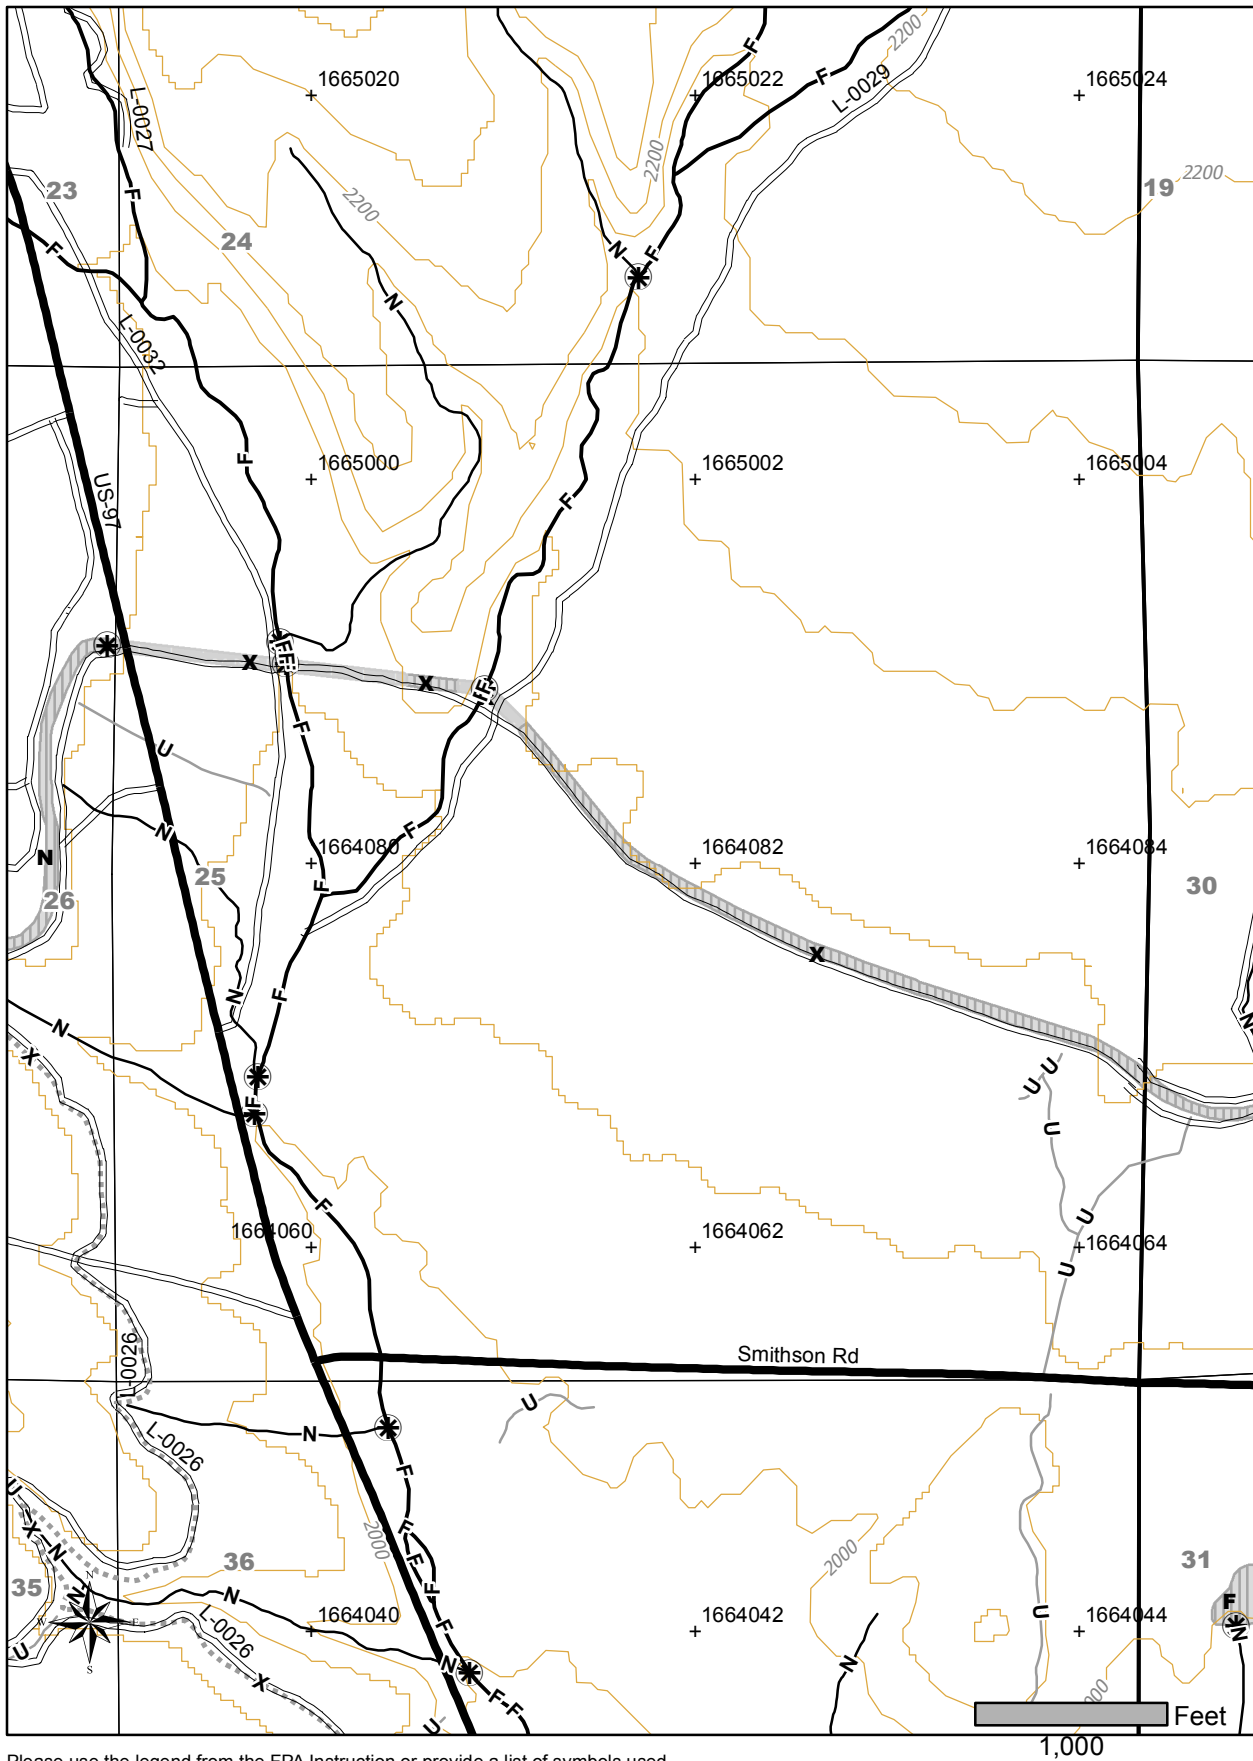 2200
F
1665020
1665022
1665024
F
L-0029
L-0027
2200
2200
23
F
19
2200
24
F
N
F
N
L-0032
F
1665000
1665002
1665004
US-97
F
F
F
X
X
F
U
N
F
1664080
1664082
1664084
N
25
F
26
30
X
N
F
N
N
X
U
U
F
U
F
U
1664060
1664062
1664064
U
Smithson Rd
L-0026
U
N
L-0026
F
U
X
N
F
2000
2000
F
36
31
35
N
N
F
F
N
W
E
S
L-0026
1664040
1664042
U
1664044
F
N
U
N
N
X
F-F
000
U
Feet
1,000